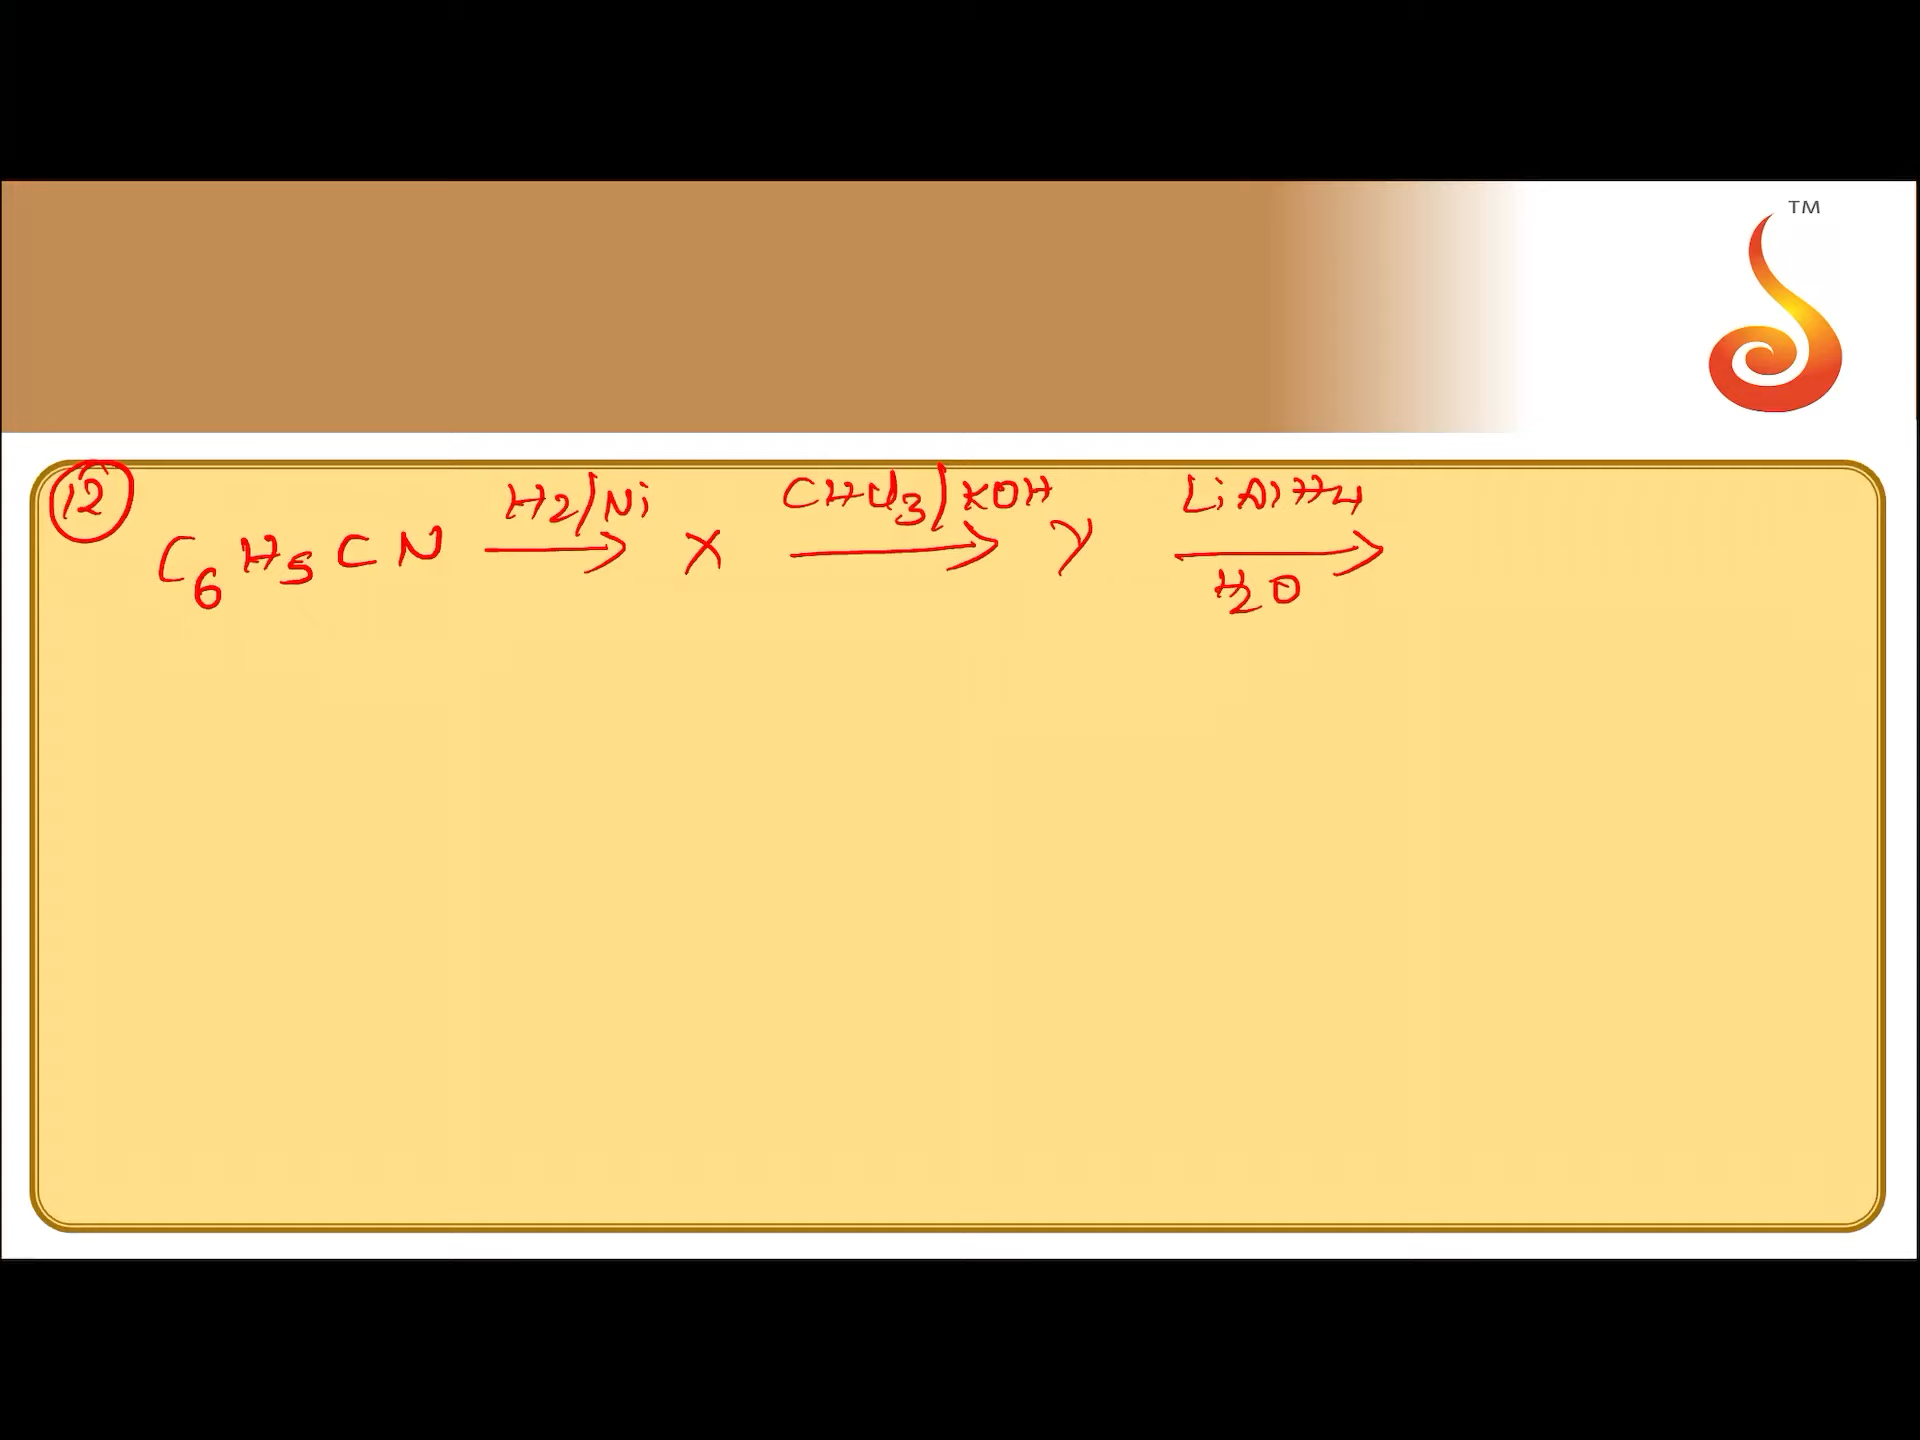 TM
12
C6H5CN H2/Ni → X CHCl3/KOH → Y LiAlH4 →
H2O